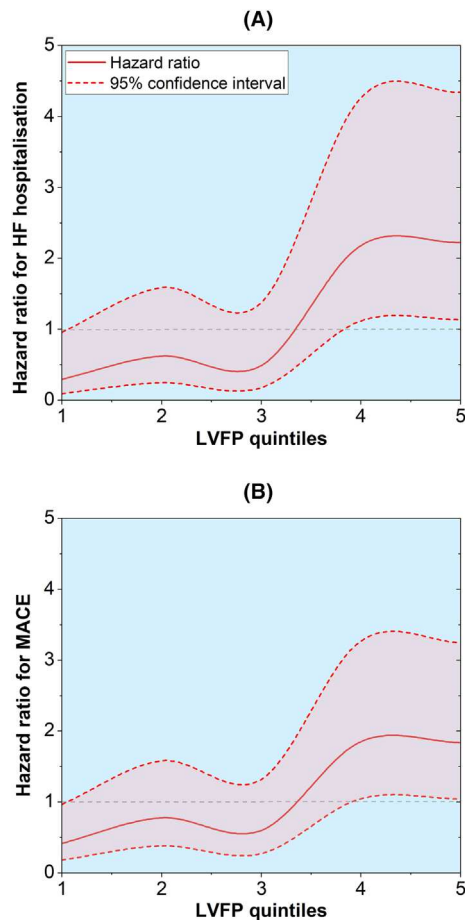 (A)
Hazard ratio
95% confidence interval
5
4
3
2
1
0
Hazard ratio for HF hospitalisation
1 2 3 4 5
LVFP quintiles
(B)
5
4
3
2
1
0
Hazard ratio for MACE
1 2 3 4 5
LVFP quintiles